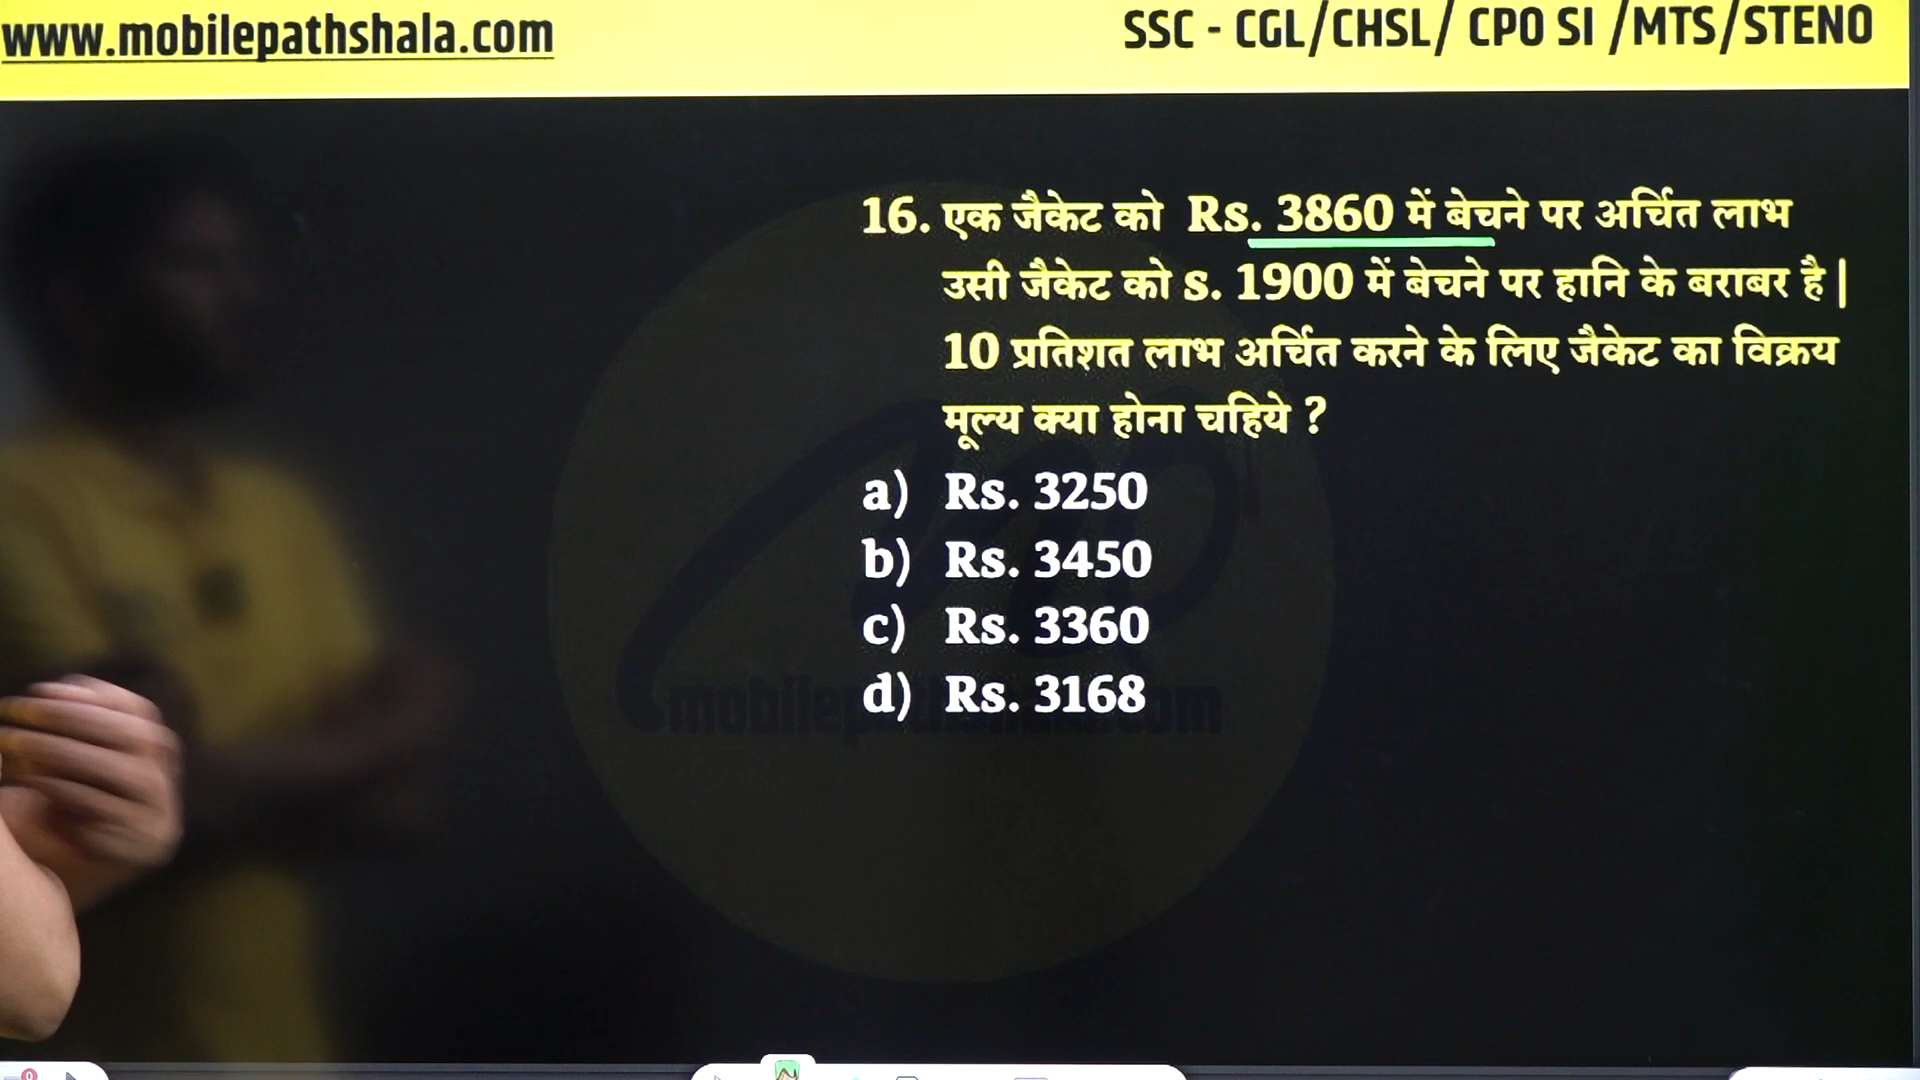 www.mobilepathshala.com
SSC - CGL/CHSL/ CPO SI /MTS/STENO
16. एक जैकेट को Rs. 3860 में बेचने पर अर्चित लाभ
उसी जैकेट को s. 1900 में बेचने पर हानि के बराबर है|
10 प्रतिशत लाभ अर्चित करने के लिए जैकेट का विक्रय
मूल्य क्या होना चहिये ?
a) Rs. 3250
b) Rs. 3450
c) Rs. 3360
d) Rs. 3168
mobilepathshala.com